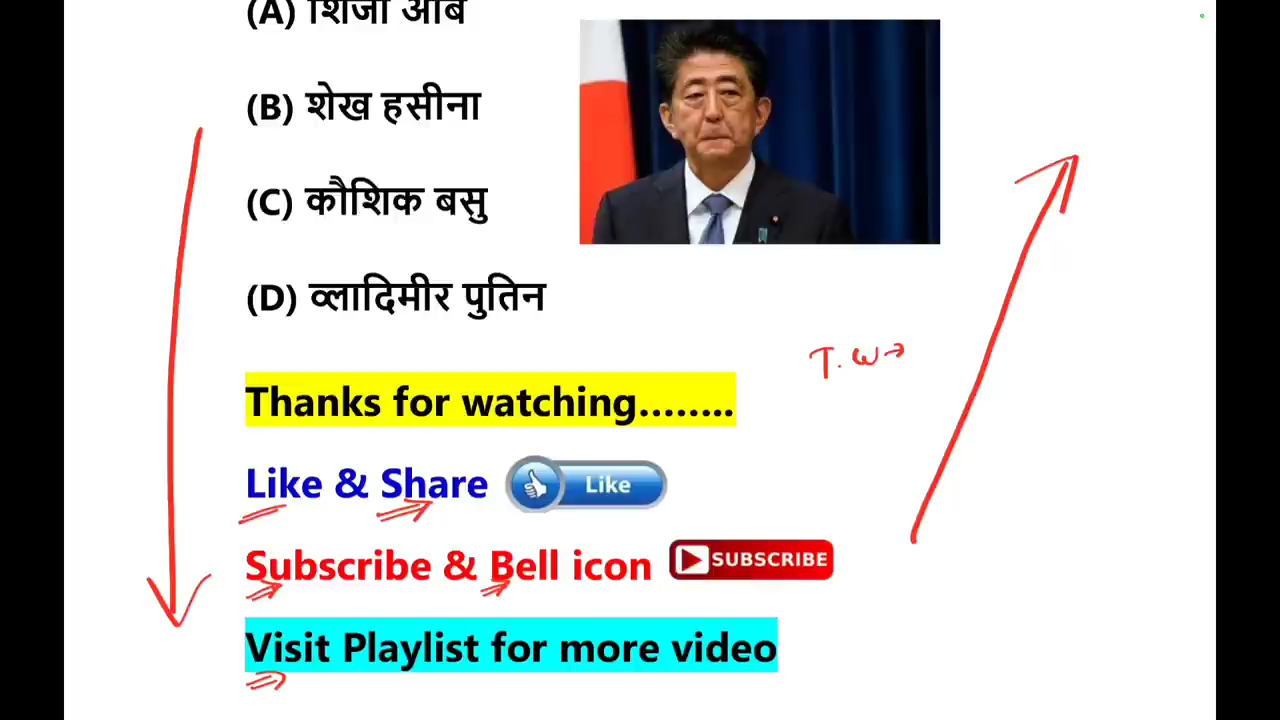 (A) शिंजो आबे
(B) शेख हसीना
(C) कौशिक बसु
(D) व्लादिमीर पुतिन
T. W→
Thanks for watching........
Like & Share Like
Subscribe & Bell icon SUBSCRIBE
Visit Playlist for more video